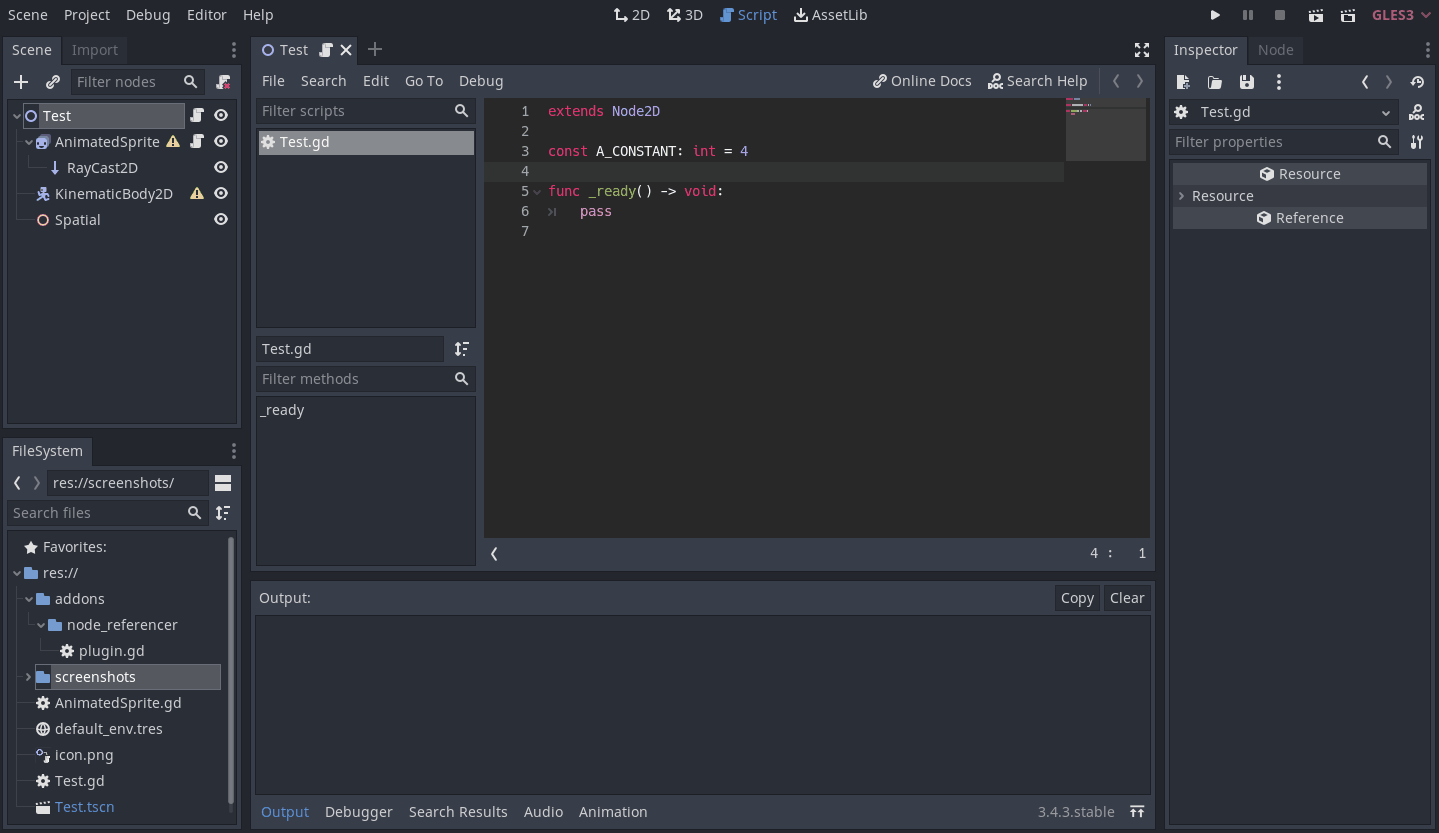 Scene Project Debug Editor Help 2D 3D Script AssetLib GLES3
Scene Import
Filter nodes
Test
AnimatedSprite
RayCast2D
KinematicBody2D
Spatial
FileSystem
res://screenshots/
Search files
Favorites:
res://
addons
node_referencer
plugin.gd
screenshots
AnimatedSprite.gd
default_env.tres
icon.png
Test.gd
Test.tscn
Test
File Search Edit Go To Debug Online Docs Search Help
Filter scripts
Test.gd
Test.gd
Filter methods
_ready
1 extends Node2D
2
3 const A_CONSTANT: int = 4
4
5 func _ready() -> void:
6 pass
7
4 : 1
Output: Copy Clear
Output Debugger Search Results Audio Animation 3.4.3.stable
Inspector Node
Test.gd
DOC
Filter properties
Resource
Resource
Reference